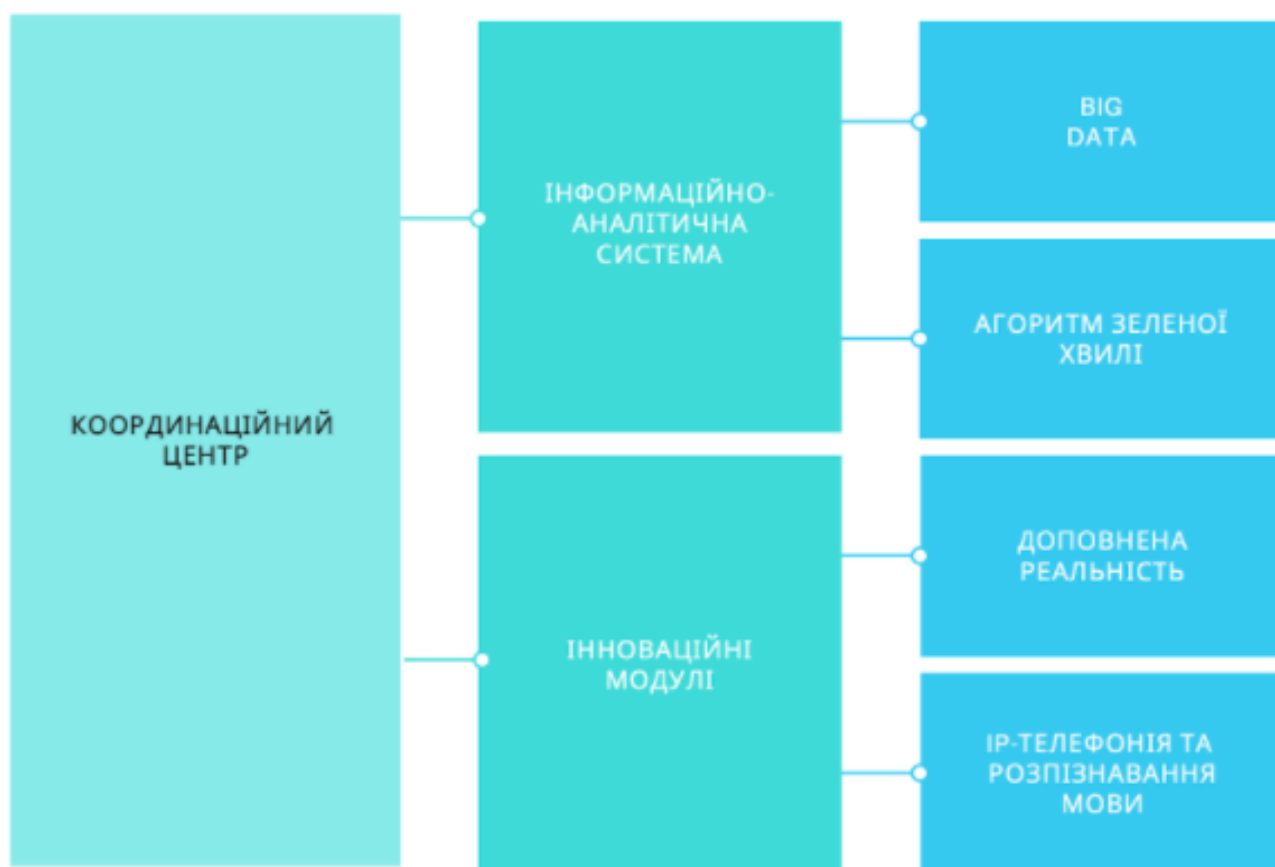 КООРДИНАЦІЙНИЙ
ЦЕНТР
ІНФОРМАЦІЙНО-
АНАЛІТИЧНА
СИСТЕМА
ІННОВАЦІЙНІ
МОДУЛІ
BIG
DATA
АГОРИТМ ЗЕЛЕНОЇ
ХВИЛІ
ДОПОВНЕНА
РЕАЛЬНІСТЬ
IP-ТЕЛЕФОНІЯ ТА
РОЗПІЗНАВАННЯ
МОВИ